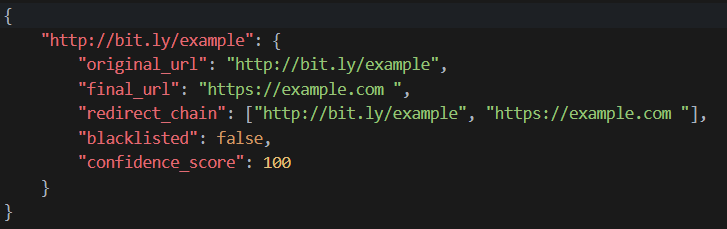 {
    "http://bit.ly/example": {
        "original_url": "http://bit.ly/example",
        "final_url": "https://example.com ",
        "redirect_chain": ["http://bit.ly/example", "https://example.com "],
        "blacklisted": false,
        "confidence_score": 100
    }
}